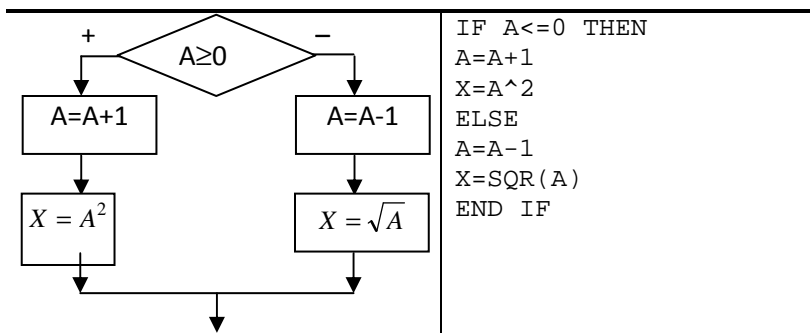 +
A≥0
–
A=A+1
A=A-1
X = A²
X = √A
IF A<=0 THEN
A=A+1
X=A^2
ELSE
A=A-1
X=SQR(A)
END IF